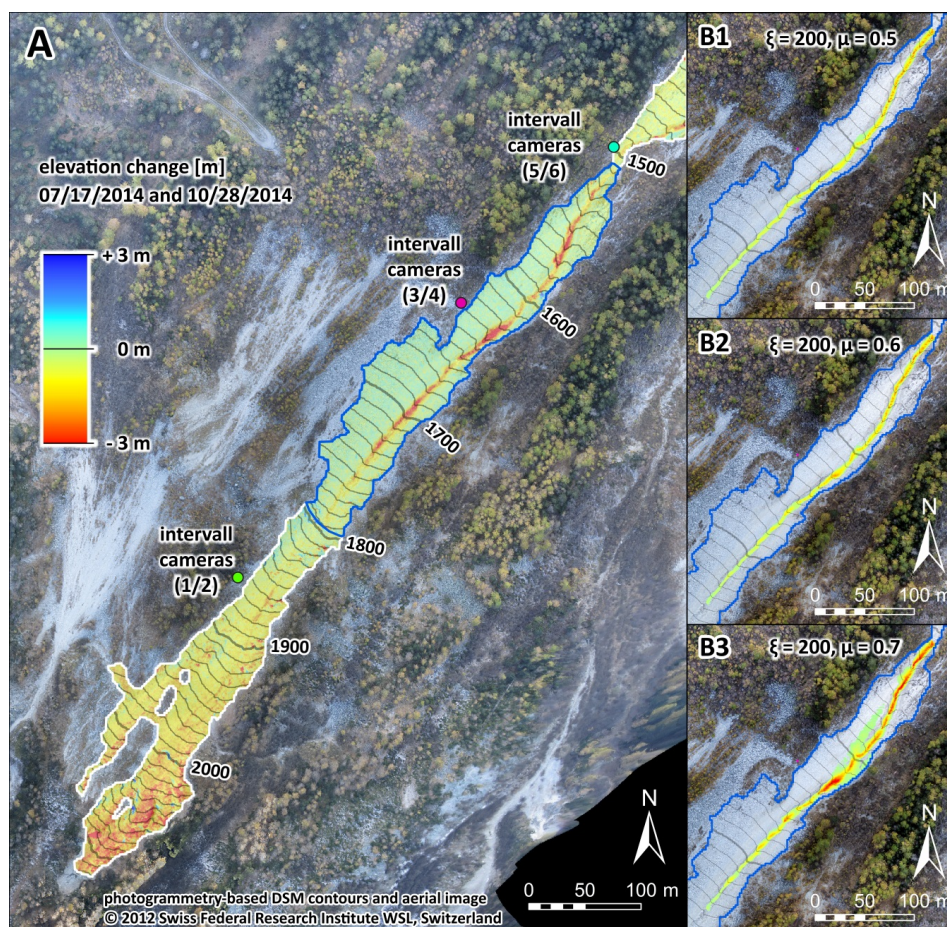 A
elevation change [m]
07/17/2014 and 10/28/2014
+ 3 m
0 m
- 3 m
intervall
cameras
(5/6)
1500
intervall
cameras
(3/4)
1600
1700
intervall
cameras
(1/2)
1800
1900
2000
N
0 50 100 m
photogrammetry-based DSM contours and aerial image
© 2012 Swiss Federal Research Institute WSL, Switzerland
B1 ξ = 200, μ = 0.5
N
0 50 100 m
B2 ξ = 200, μ = 0.6
N
0 50 100 m
B3 ξ = 200, μ = 0.7
N
0 50 100 m